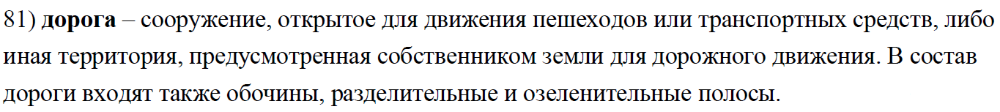 81) дорога – сооружение, открытое для движения пешеходов или транспортных средств, либо
иная территория, предусмотренная собственником земли для дорожного движения. В состав
дороги входят также обочины, разделительные и озеленительные полосы.